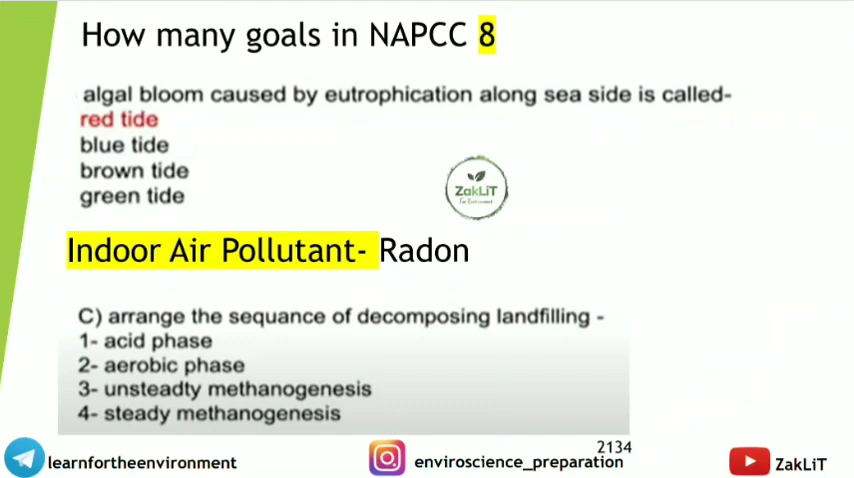 How many goals in NAPCC 8
algal bloom caused by eutrophication along sea side is called-
red tide
blue tide
brown tide
green tide
ZakLiT
For Environment
Indoor Air Pollutant- Radon
C) arrange the sequance of decomposing landfilling -
1- acid phase
2- aerobic phase
3- unsteadty methanogenesis
4- steady methanogenesis
2134
learnfortheenvironment
enviroscience_preparation
ZakLiT